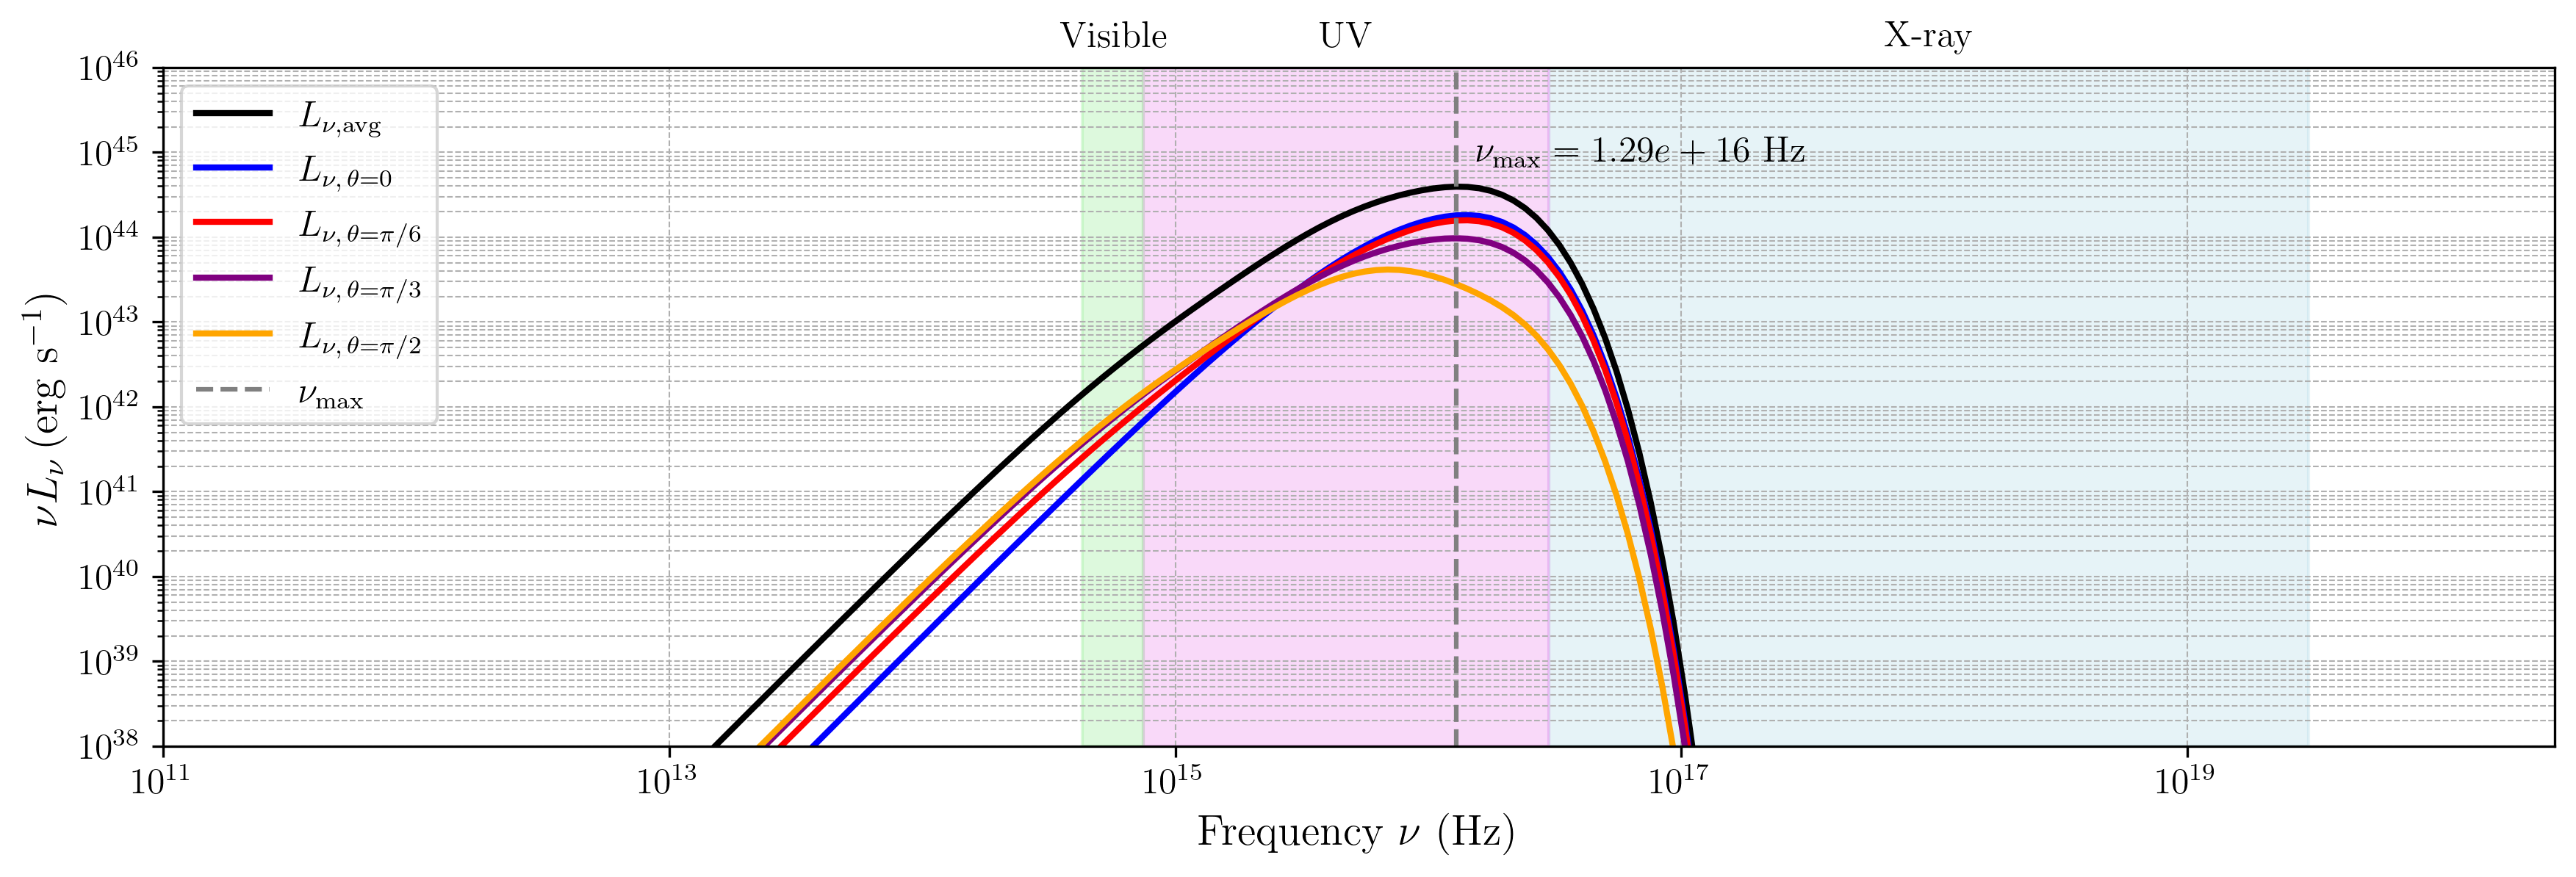 Visible UV X-ray
10^46
10^45
10^44
10^43
10^42
10^41
10^40
10^39
10^38
νL_ν (erg s^−1)
L_ν,avg
L_ν, θ=0
L_ν, θ=π/6
L_ν, θ=π/3
L_ν, θ=π/2
ν_max
ν_max = 1.29e + 16 Hz
10^11 10^13 10^15 10^17 10^19
Frequency ν (Hz)